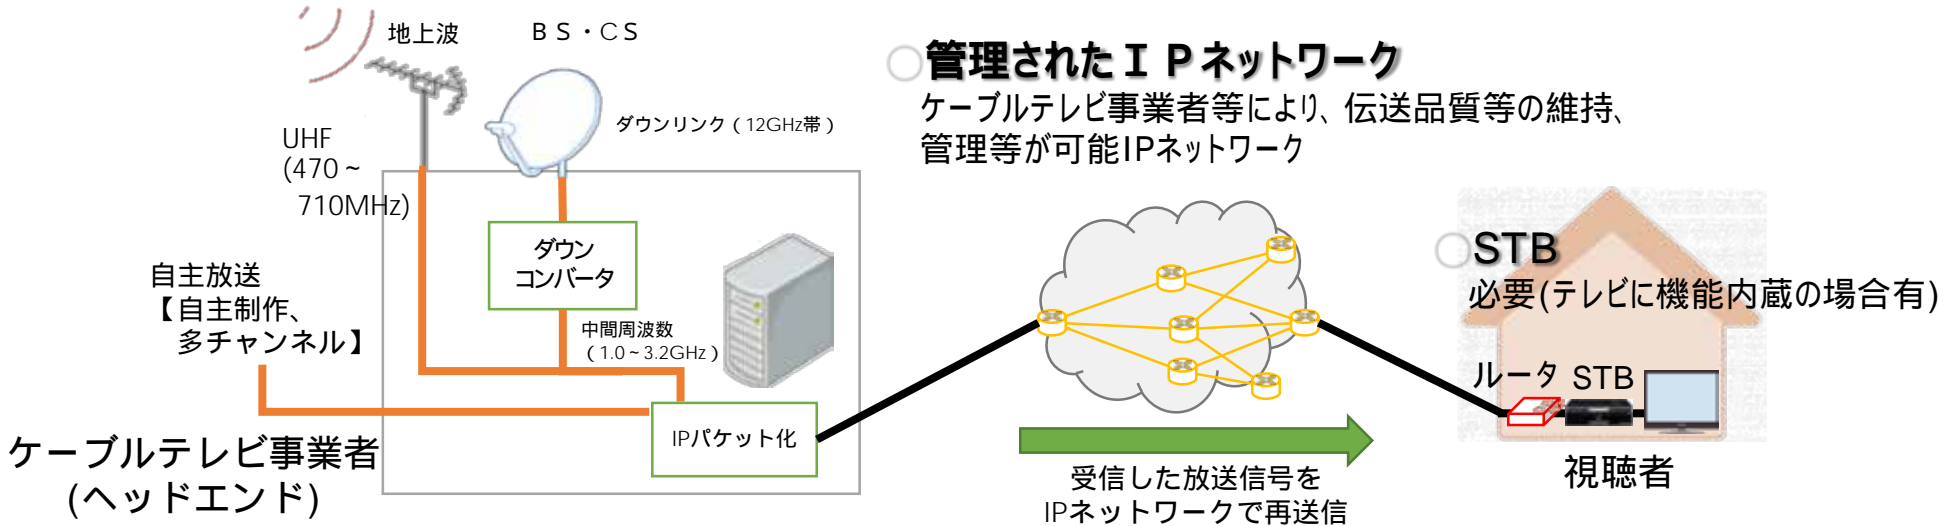 地上波
ＢＳ・ＣＳ
UHF
(470～
710MHz)
ダウンリンク（12GHz帯）
ダウン
コンバータ
中間周波数
（1.0～3.2GHz）
自主放送
【自主制作、
多チャンネル】
IPパケット化
ケーブルテレビ事業者
(ヘッドエンド)
○管理されたＩＰネットワーク
ケーブルテレビ事業者等により、伝送品質等の維持、
管理等が可能IPネットワーク
受信した放送信号を
IPネットワークで再送信
○STB
必要(テレビに機能内蔵の場合有)
ルータ STB
視聴者